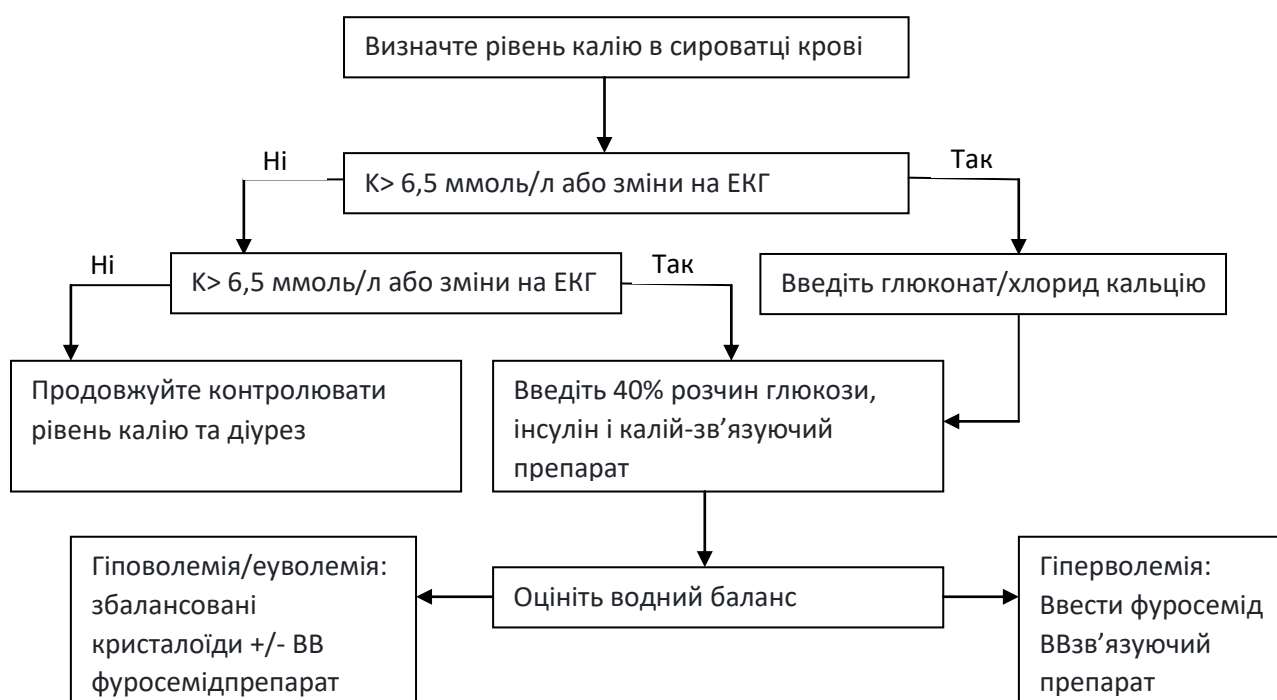 Визначте рівень калію в сироватці крові
Ні
Так
К> 6,5 ммоль/л або зміни на ЕКГ
Ні
Так
К> 6,5 ммоль/л або зміни на ЕКГ
Введіть глюконат/хлорид кальцію
Продовжуйте контролювати
рівень калію та діурез
Введіть 40% розчин глюкози,
інсулін і калій-зв’язуючий
препарат
Гіповолемія/еуволемія:
збалансовані
кристалоїди +/- ВВ
фуросемідпрепарат
Оцініть водний баланс
Гіперволемія:
Ввести фуросемід
ВВзв’язуючий
препарат